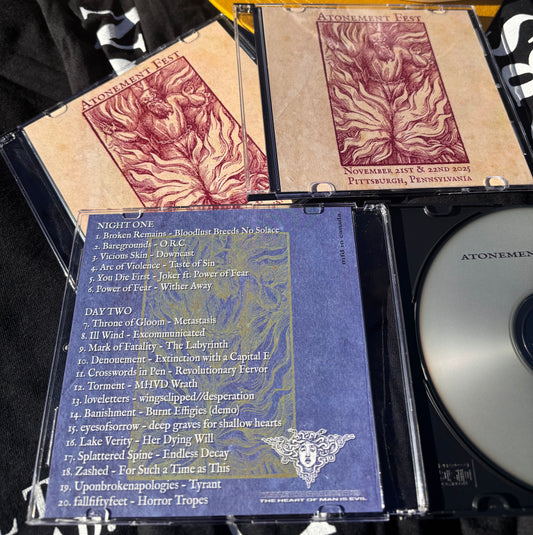 Atonement Fest
Atonement Fest
November 21st & 22nd 2025
Pittsburgh, Pennsylvania
NIGHT ONE
1. Broken Remains - Bloodlust Breeds No Solace
2. Baregrounds - O.R.C.
3. Vicious Skin - Downcast
4. Arc of Violence - Taste of Sin
5. You Die First - Joker ft. Power of Fear
6. Power of Fear - Wither Away
DAY TWO
7. Throne of Gloom - Metastasis
8. Ill Wind - Excommunicated
9. Mark of Fatality - The Labyrinth
10. Denouement - Extinction with a Capital E
11. Crosswords in Pen - Revolutionary Fervor
12. Torment - MHVD Wrath
13. loveletters - wingsclipped//desperation
14. Banishment - Burnt Effigies (demo)
15. eyesofsorrow - deep graves for shallow hearts
16. Lake Verity - Her Dying Will
17. Splattered Spine - Endless Decay
18. Zashed - For Such a Time as This
19. Uponbrokenapologies - Tyrant
20. fallfiftyfeet - Horror Tropes
THE HEART OF MAN IS EVIL
mfd in canada
ATONEMENT